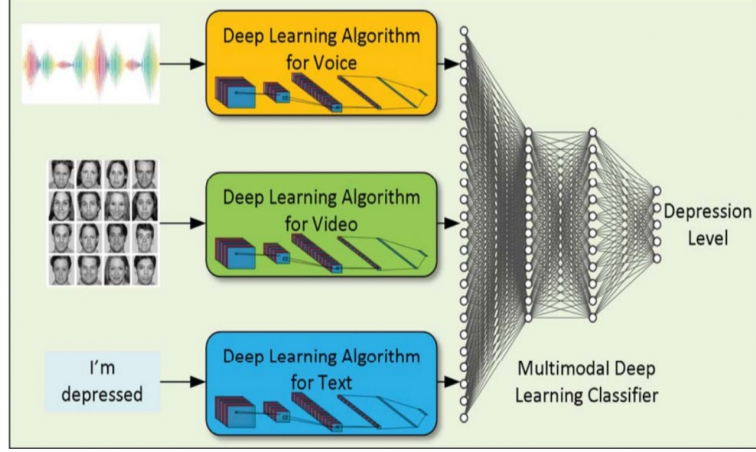 Deep Learning Algorithm
for Voice
Deep Learning Algorithm
for Video
Depression
Level
I'm
depressed
Deep Learning Algorithm
for Text
Multimodal Deep
Learning Classifier